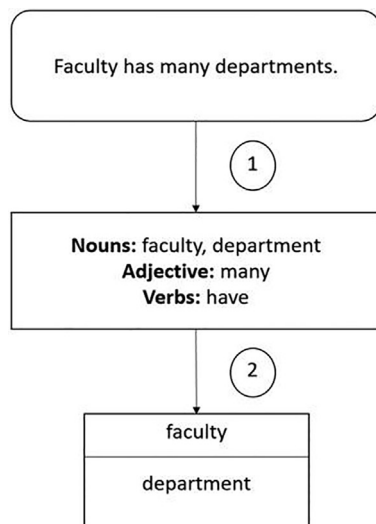 Faculty has many departments.
1
Nouns: faculty, department
Adjective: many
Verbs: have
2
faculty
department